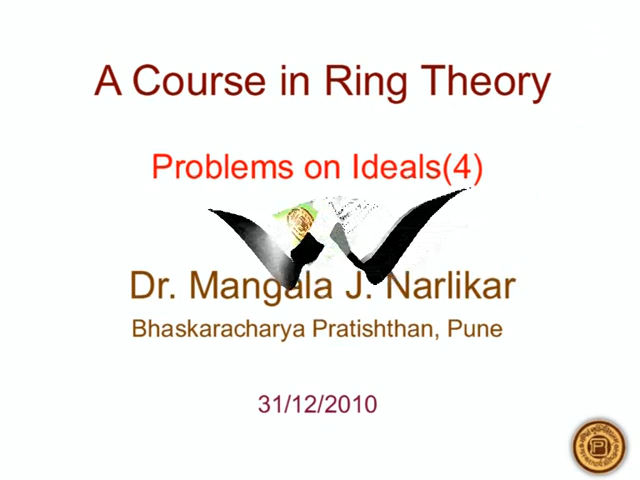 A Course in Ring Theory
Problems on Ideals(4)
Dr. Mangala J. Narlikar
Bhaskaracharya Pratishthan, Pune
31/12/2010
P